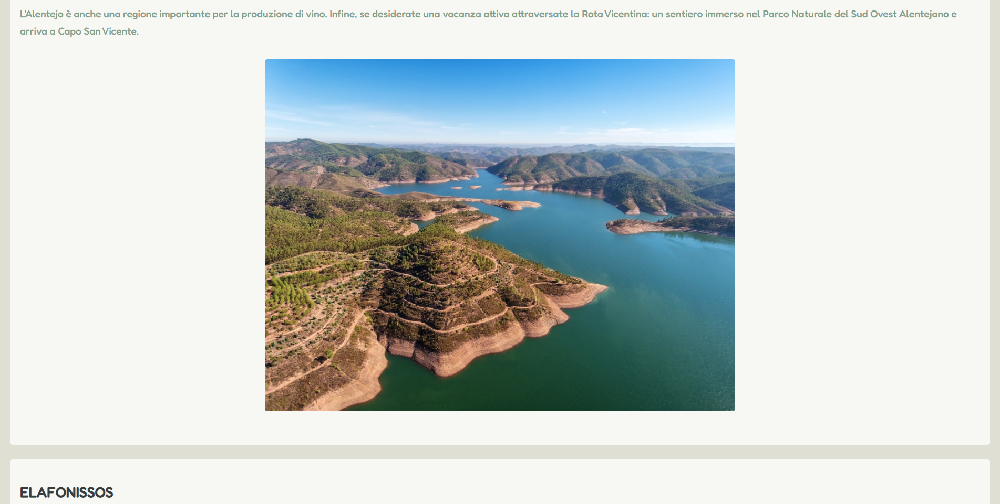 L'Alentejo è anche una regione importante per la produzione di vino. Infine, se desiderate una vacanza attiva attraversate la Rota Vicentina: un sentiero immerso nel Parco Naturale del Sud Ovest Alentejano e
arriva a Capo San Vicente.
ELAFONISSOS